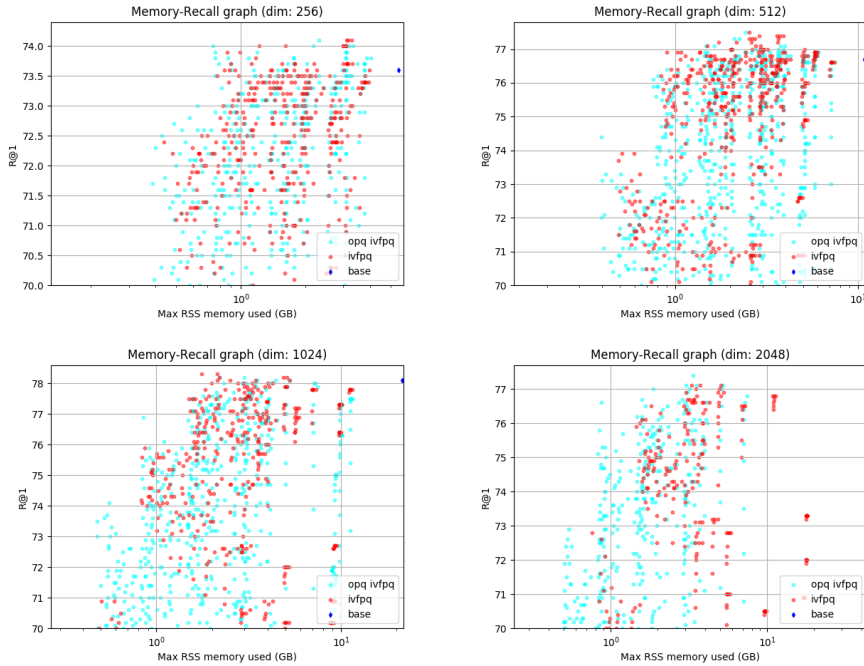 Memory-Recall graph (dim: 256)
74.0
73.5
73.0
72.5
72.0
71.5
71.0
70.5
70.0
R@1
opq ivfpq
ivfpq
base
10⁰
Max RSS memory used (GB)
Memory-Recall graph (dim: 512)
77
76
75
74
73
72
71
70
R@1
opq ivfpq
ivfpq
base
10⁰
10¹
Max RSS memory used (GB)
Memory-Recall graph (dim: 1024)
78
77
76
75
74
73
72
71
70
R@1
opq ivfpq
ivfpq
base
10⁰
10¹
Max RSS memory used (GB)
Memory-Recall graph (dim: 2048)
77
76
75
74
73
72
71
70
R@1
opq ivfpq
ivfpq
base
10⁰
10¹
Max RSS memory used (GB)